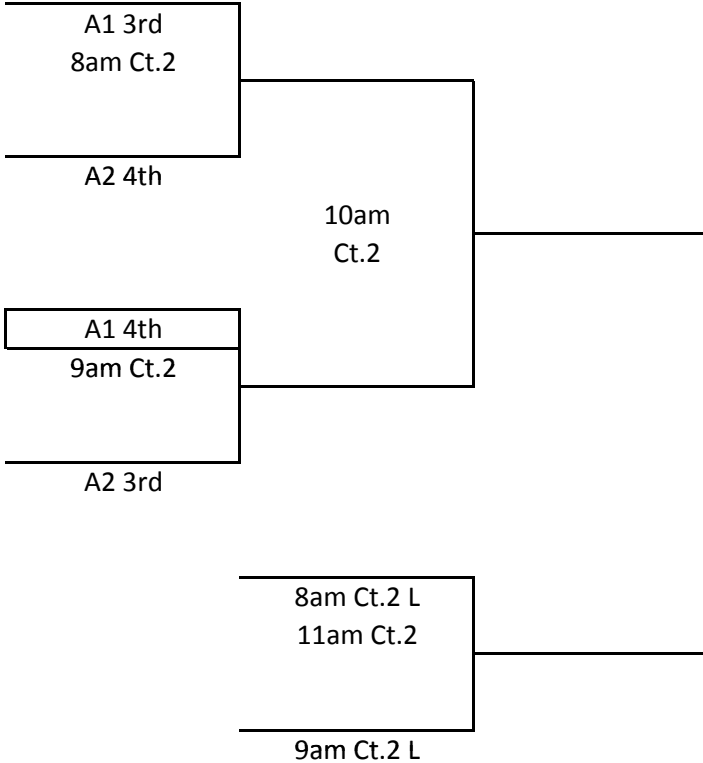 A1 3rd
8am Ct.2
A2 4th
10am
Ct.2
A1 4th
9am Ct.2
A2 3rd
8am Ct.2 L
11am Ct.2
9am Ct.2 L